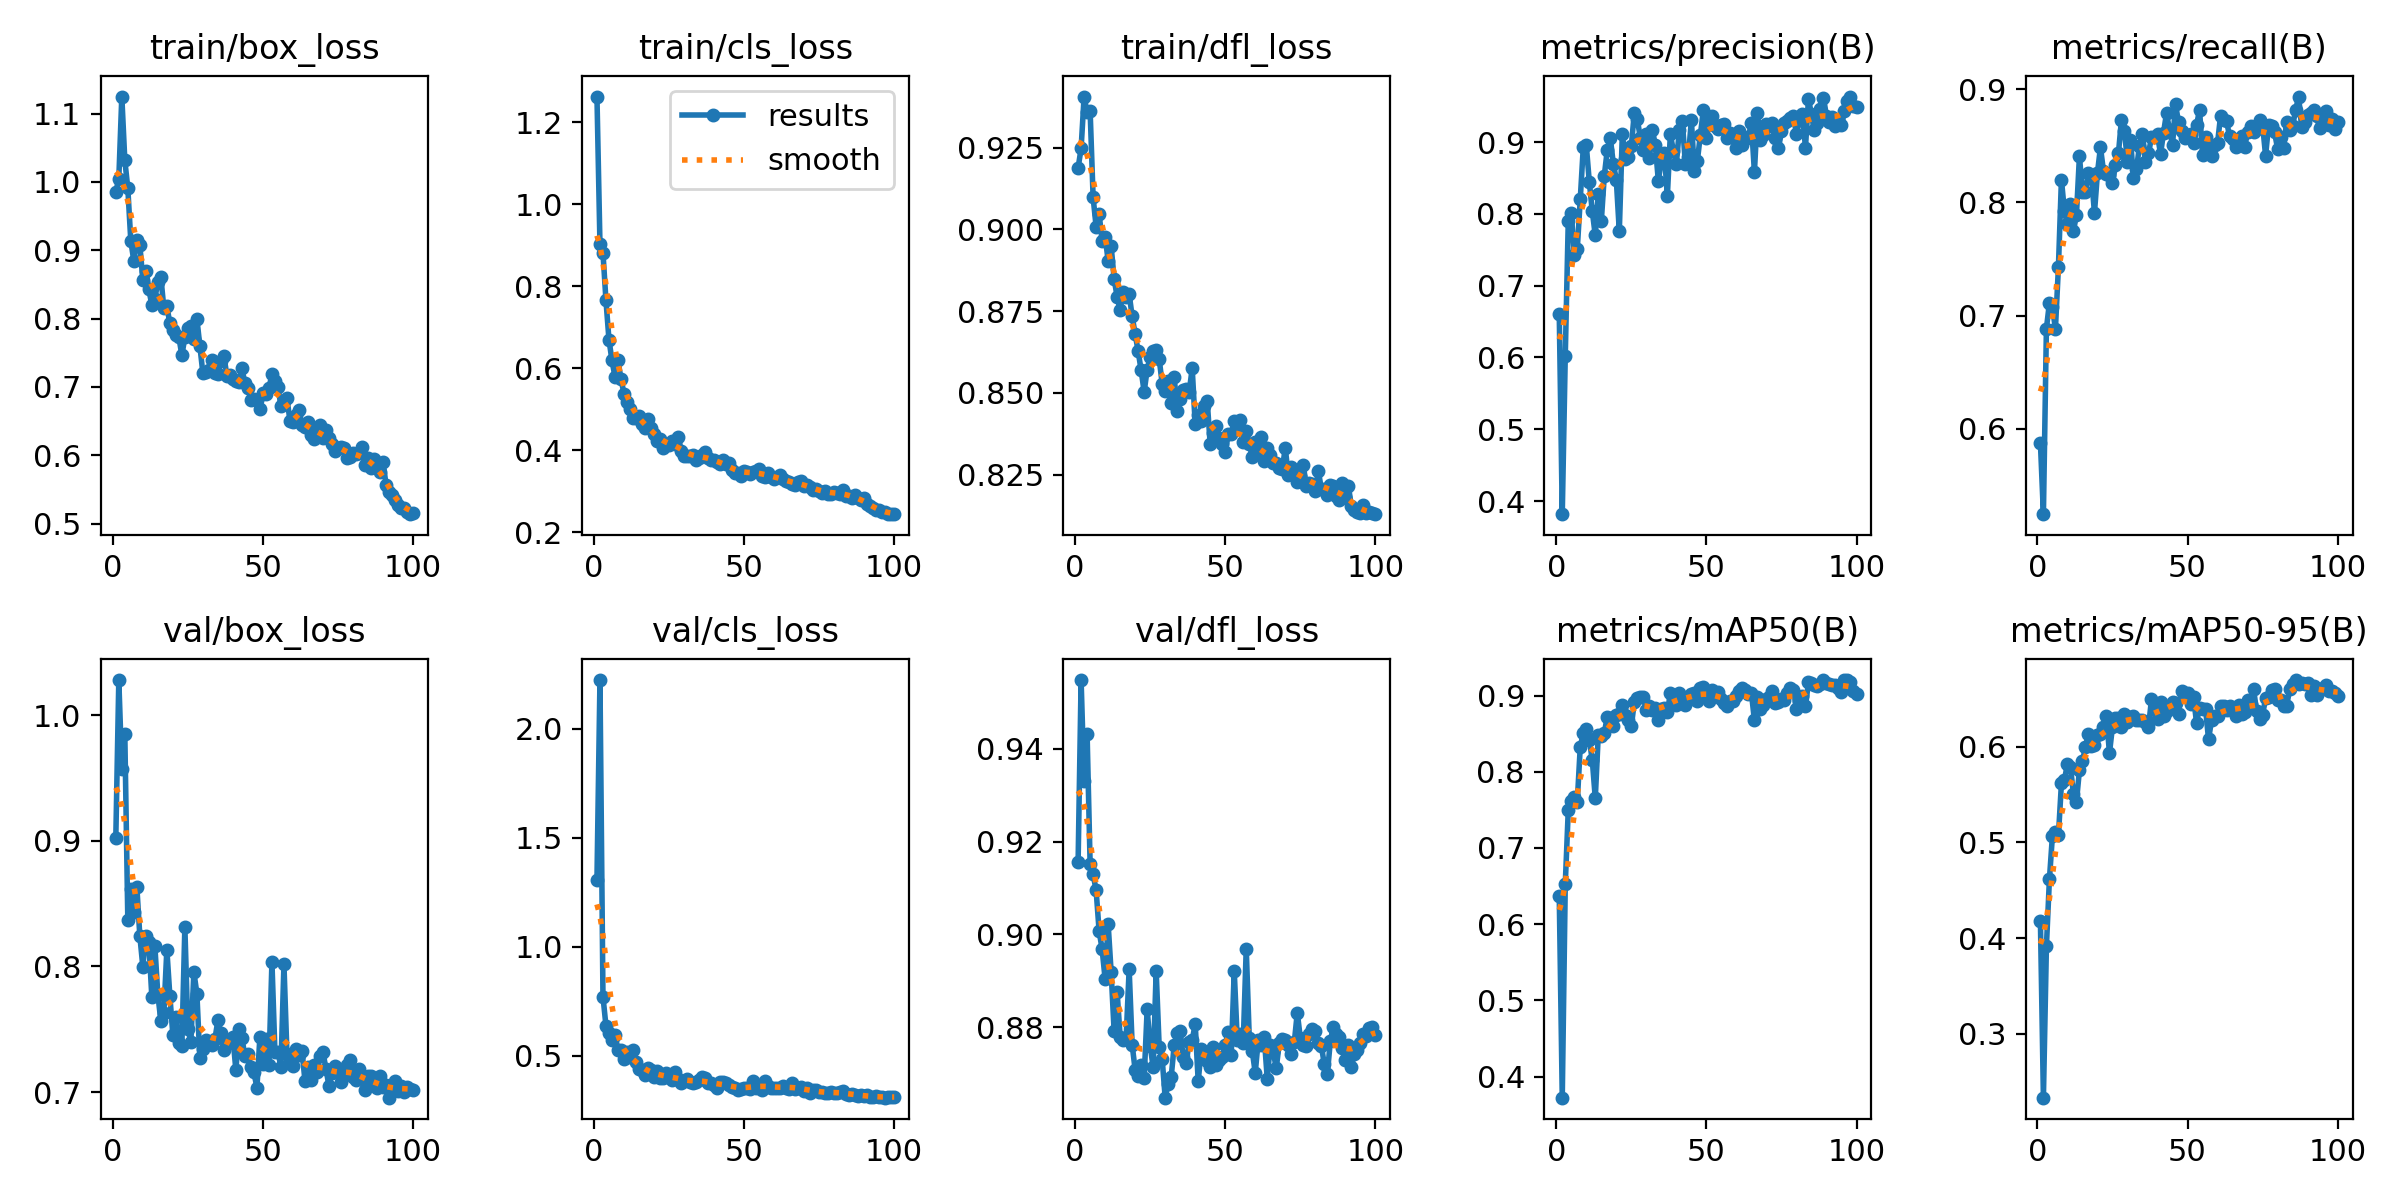 train/box_loss
1.1
1.0
0.9
0.8
0.7
0.6
0.5
0 50 100
train/cls_loss
results
smooth
1.2
1.0
0.8
0.6
0.4
0.2
0 50 100
train/dfl_loss
0.925
0.900
0.875
0.850
0.825
0 50 100
metrics/precision(B)
0.9
0.8
0.7
0.6
0.5
0.4
0 50 100
metrics/recall(B)
0.9
0.8
0.7
0.6
0 50 100
val/box_loss
1.0
0.9
0.8
0.7
0 50 100
val/cls_loss
2.0
1.5
1.0
0.5
0 50 100
val/dfl_loss
0.94
0.92
0.90
0.88
0 50 100
metrics/mAP50(B)
0.9
0.8
0.7
0.6
0.5
0.4
0 50 100
metrics/mAP50-95(B)
0.6
0.5
0.4
0.3
0 50 100